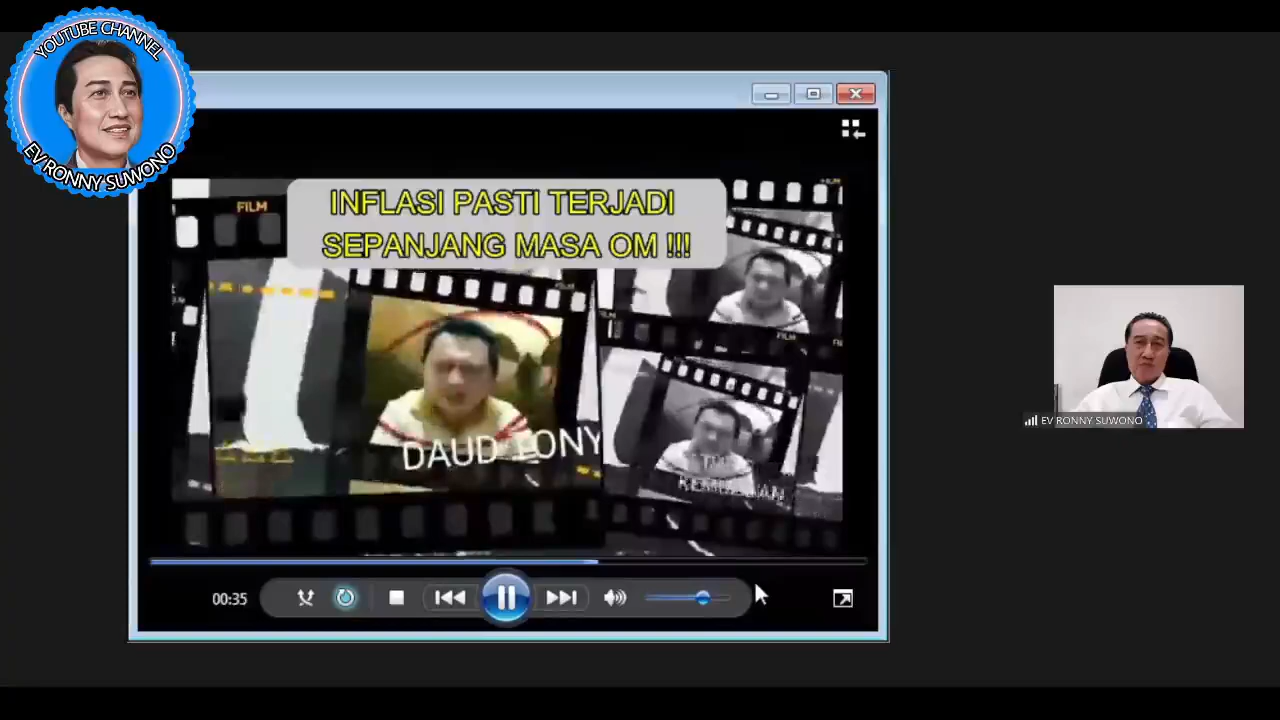 YOUTUBE CHANNEL
EV RONNY SUWONO
FILM
INFLASI PASTI TERJADI
SEPANJANG MASA OM !!!
FILM
DAUD TONY
00:35
EV RONNY SUWONO